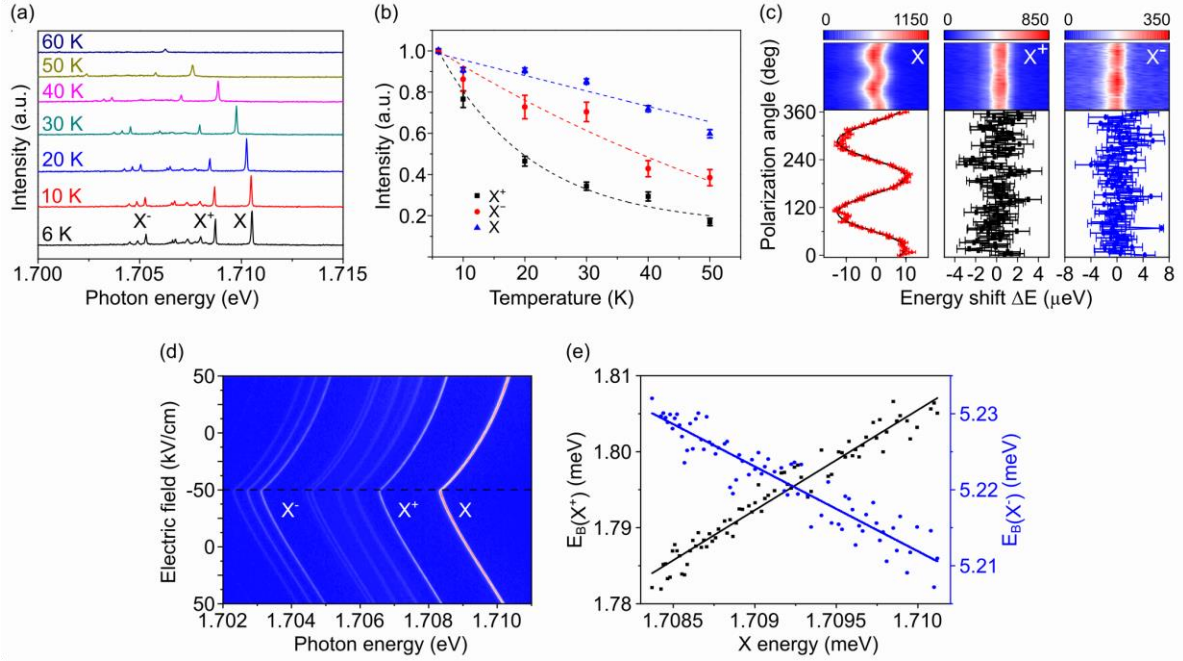 (a)
60 K
50 K
40 K
30 K
20 K
10 K
6 K
X-
X+
X
Intensity (a.u.)
1.700 1.705 1.710 1.715
Photon energy (eV)
(b)
1.0
0.8
0.6
0.4
0.2
Intensity (a.u.)
X+
X-
X
10 20 30 40 50
Temperature (K)
(c)
0 1150
0 850
0 350
X
X+
X-
Polarization angle (deg)
360
240
120
0
-10 0 10
-4 0 4
-8 -4 0 4 8
Energy shift ΔE (μeV)
(d)
50
0
-50
0
50
Electric field (kV/cm)
X-
X+
X
1.702 1.704 1.706 1.708 1.710
Photon energy (eV)
(e)
1.81
1.80
1.79
1.78
E_B(X+) (meV)
5.23
5.22
5.21
E_B(X-) (meV)
1.7085 1.709 1.7095 1.710
X energy (meV)